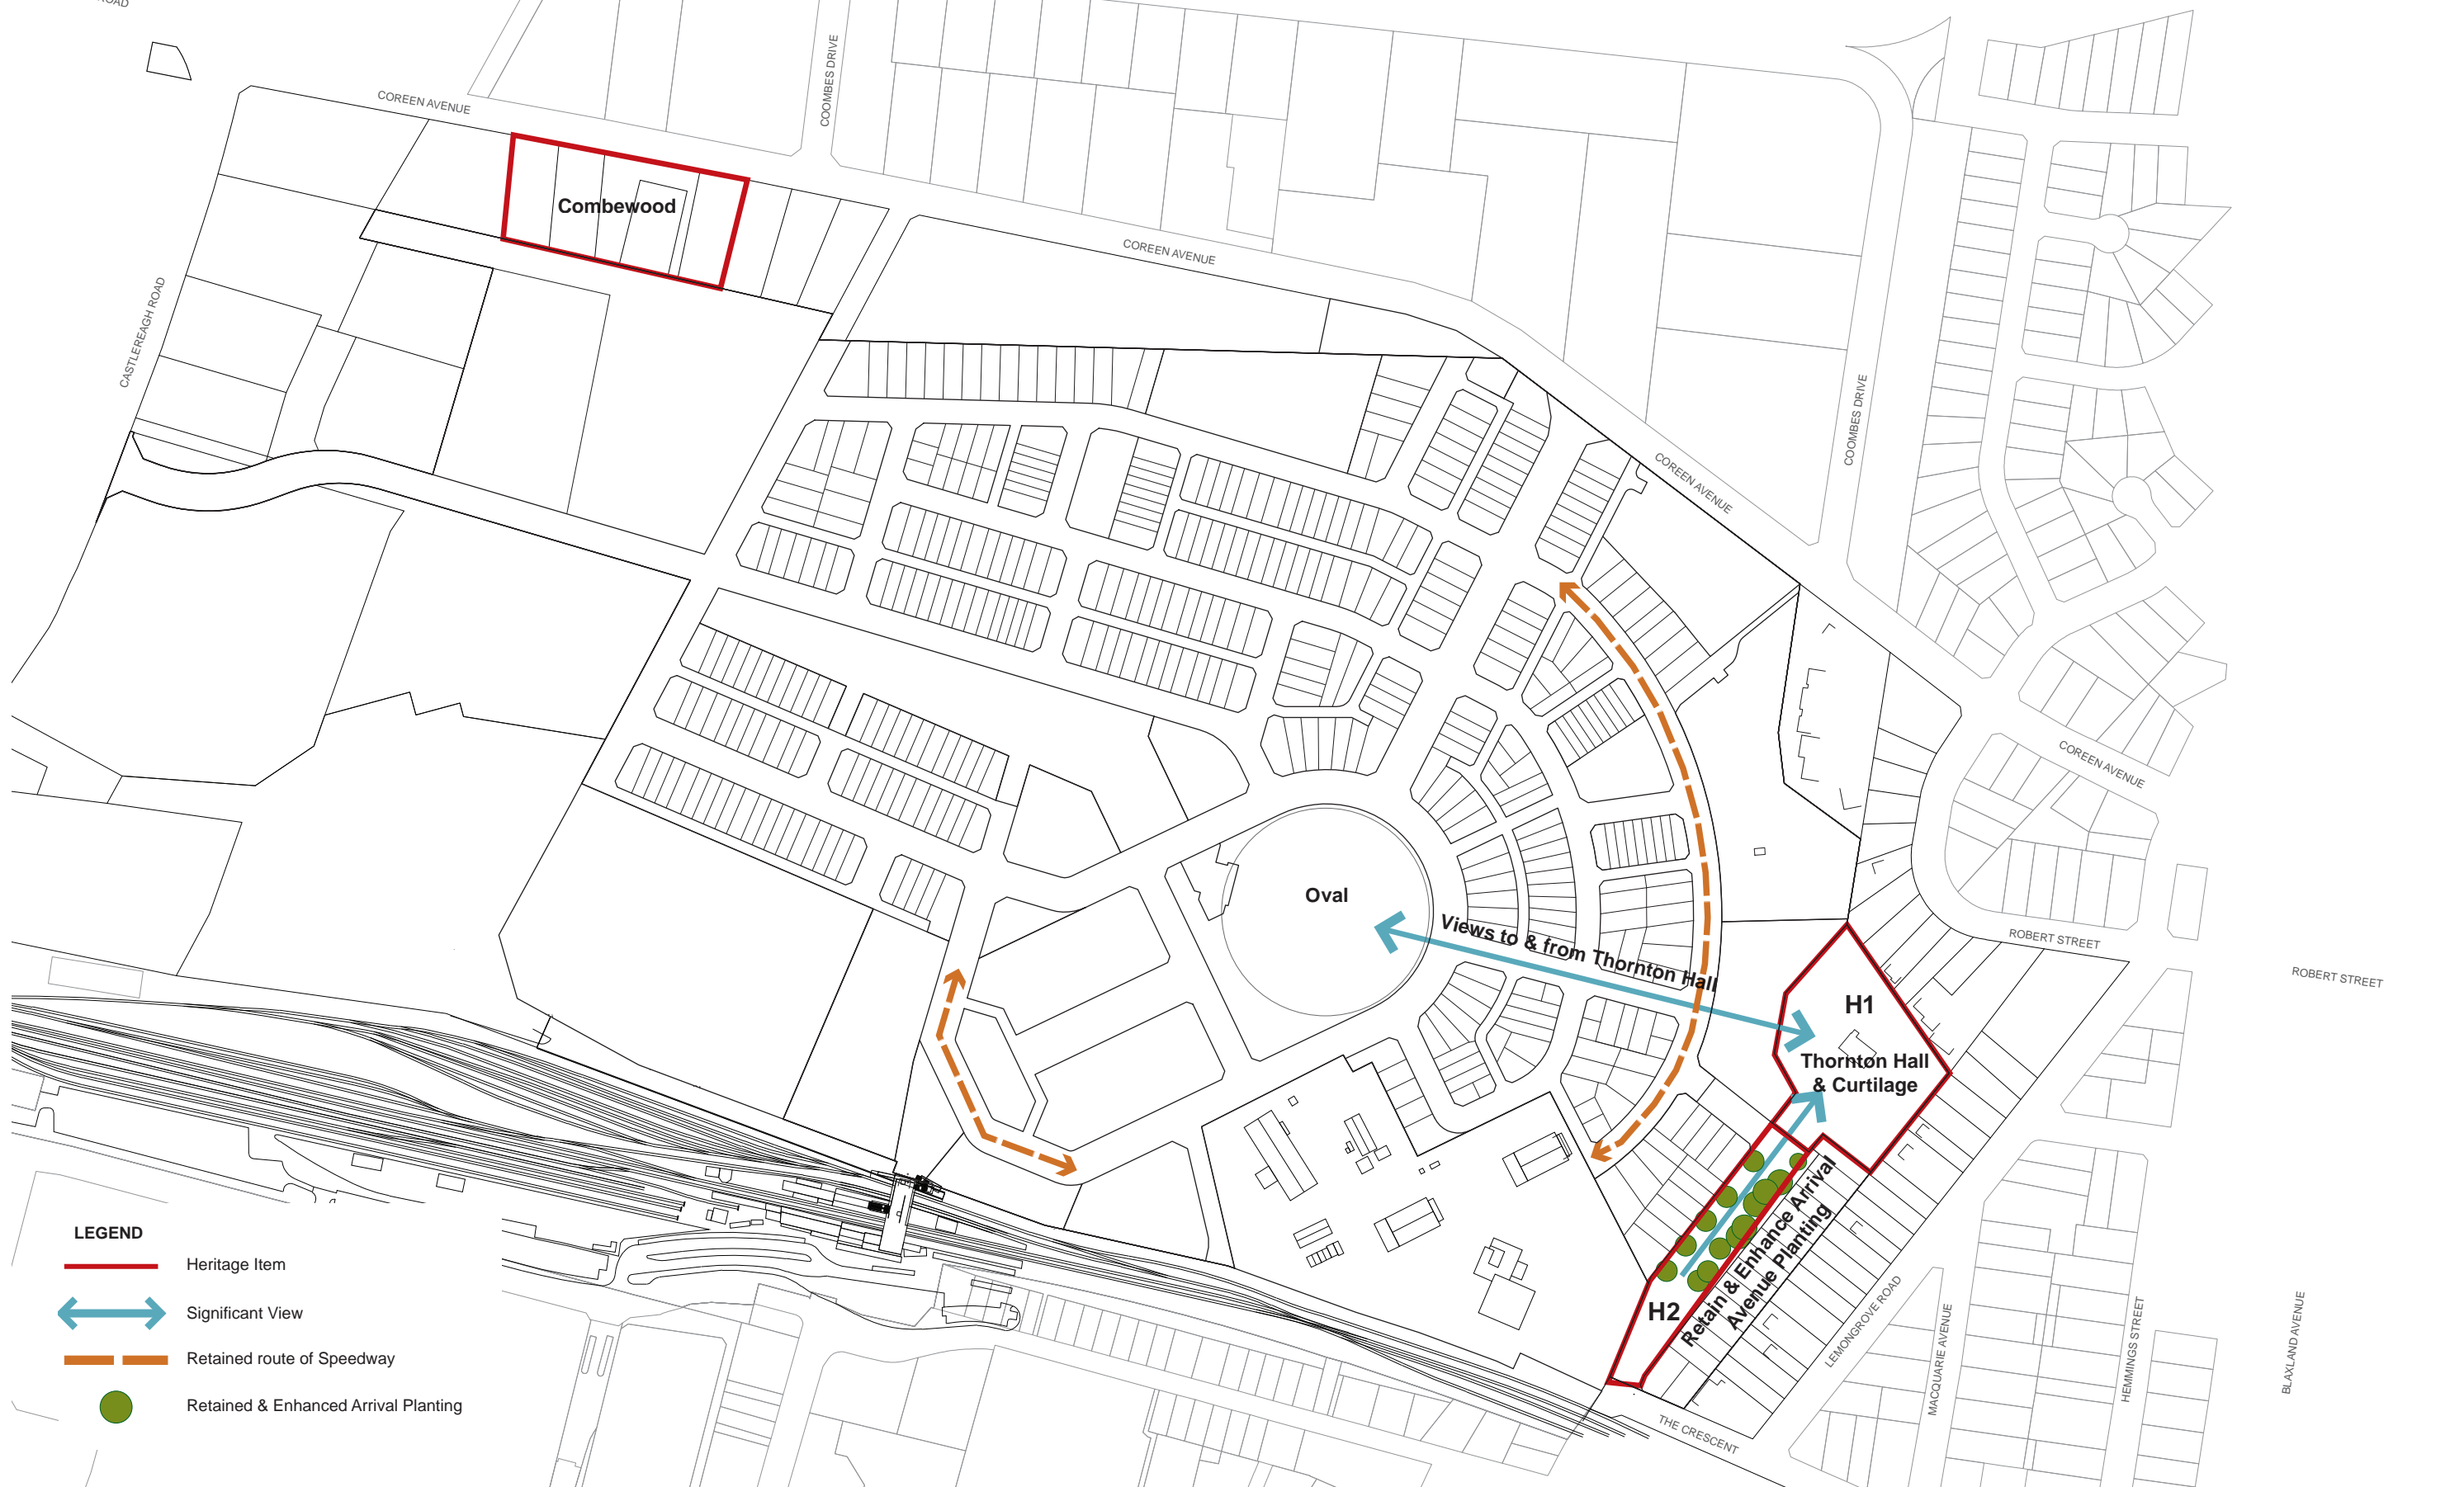 ROAD
COREEN AVENUE
COOMBES DRIVE
Combewood
COREEN AVENUE
CASTLEREAGH ROAD
COOMBES DRIVE
COREEN AVENUE
COREEN AVENUE
Oval
Views to & from Thornton Hall
ROBERT STREET
ROBERT STREET
H1
Thornton Hall
& Curtilage
Retain & Enhance Arrival
Avenue Planting
H2
LEMONGROVE ROAD
MACQUARIE AVENUE
HEMMINGS STREET
BLAXLAND AVENUE
THE CRESCENT
LEGEND
Heritage Item
Significant View
Retained route of Speedway
Retained & Enhanced Arrival Planting